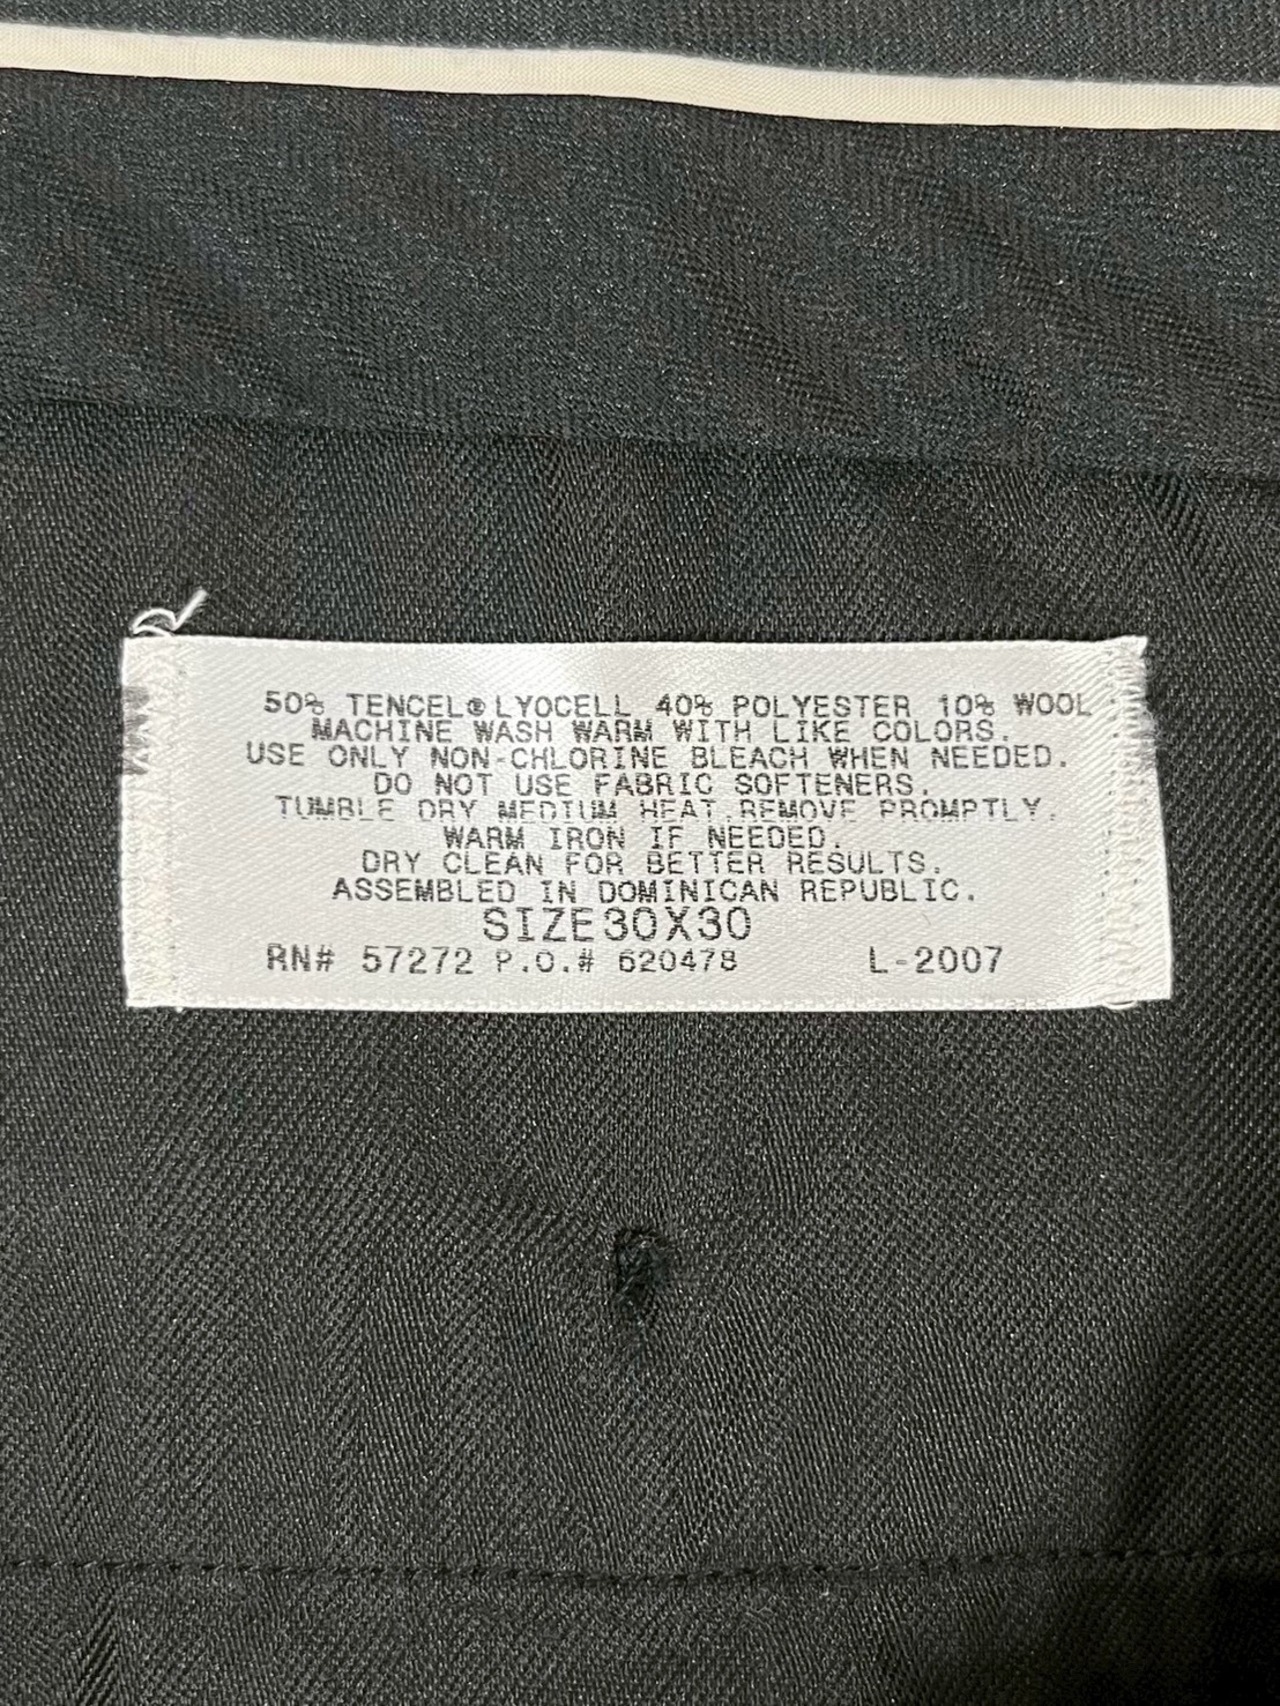 50% TENCEL® LYOCELL 40% POLYESTER 10% WOOL
MACHINE WASH WARM WITH LIKE COLORS.
USE ONLY NON-CHLORINE BLEACH WHEN NEEDED.
DO NOT USE FABRIC SOFTENERS.
TUMBLE DRY MEDIUM HEAT.REMOVE PROMPTLY.
WARM IRON IF NEEDED.
DRY CLEAN FOR BETTER RESULTS.
ASSEMBLED IN DOMINICAN REPUBLIC.
SIZE30X30
RN# 57272 P.O.# 620478 L-2007